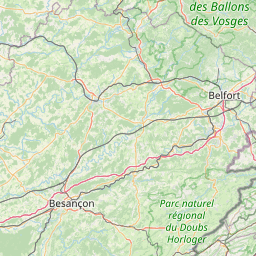 des Ballons
des Vosges
Belfort
Besançon
Parc naturel
régional
du Doubs
Horloger